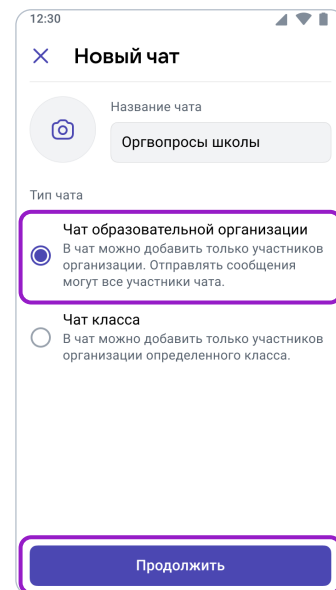 12:30
Новый чат
Название чата
Оргвопросы школы
Тип чата
Чат образовательной организации
В чат можно добавить только участников
организации. Отправлять сообщения
могут все участники чата.
Чат класса
В чат можно добавить только участников
организации определенного класса.
Продолжить